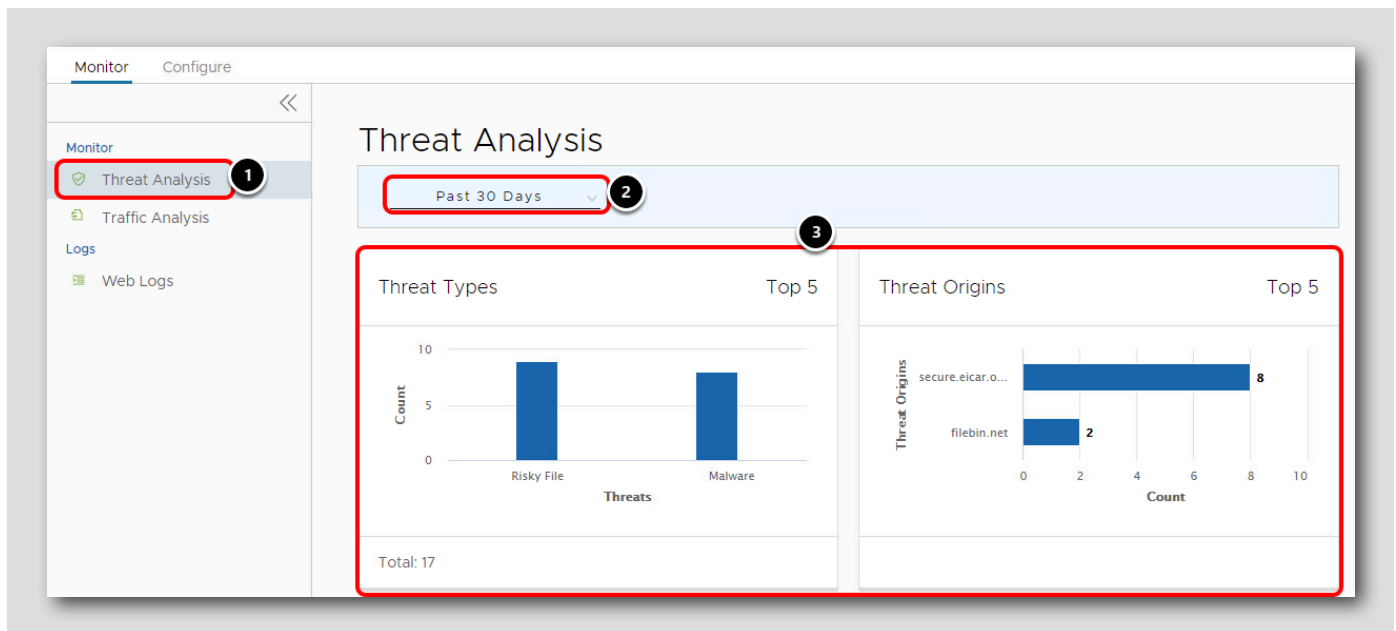 Monitor Configure
Monitor
Threat Analysis 1
Traffic Analysis
Logs
Web Logs
Threat Analysis
Past 30 Days 2
3
Threat Types Top 5
10
5
0
Count
Risky File Malware
Threats
Total: 17
Threat Origins Top 5
Threat Origins
secure.eicar.o... 8
filebin.net 2
0 2 4 6 8 10
Count